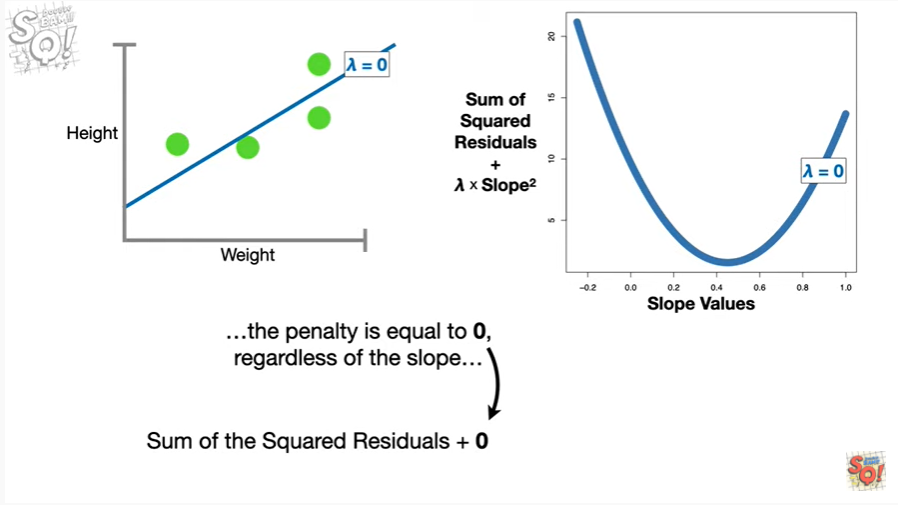 STAT
QUEST
Height
λ = 0
Weight
Sum of
Squared
Residuals
+
λ x Slope²
20
15
10
5
λ = 0
-0.2 0.0 0.2 0.4 0.6 0.8 1.0
Slope Values
…the penalty is equal to 0,
regardless of the slope…
Sum of the Squared Residuals + 0